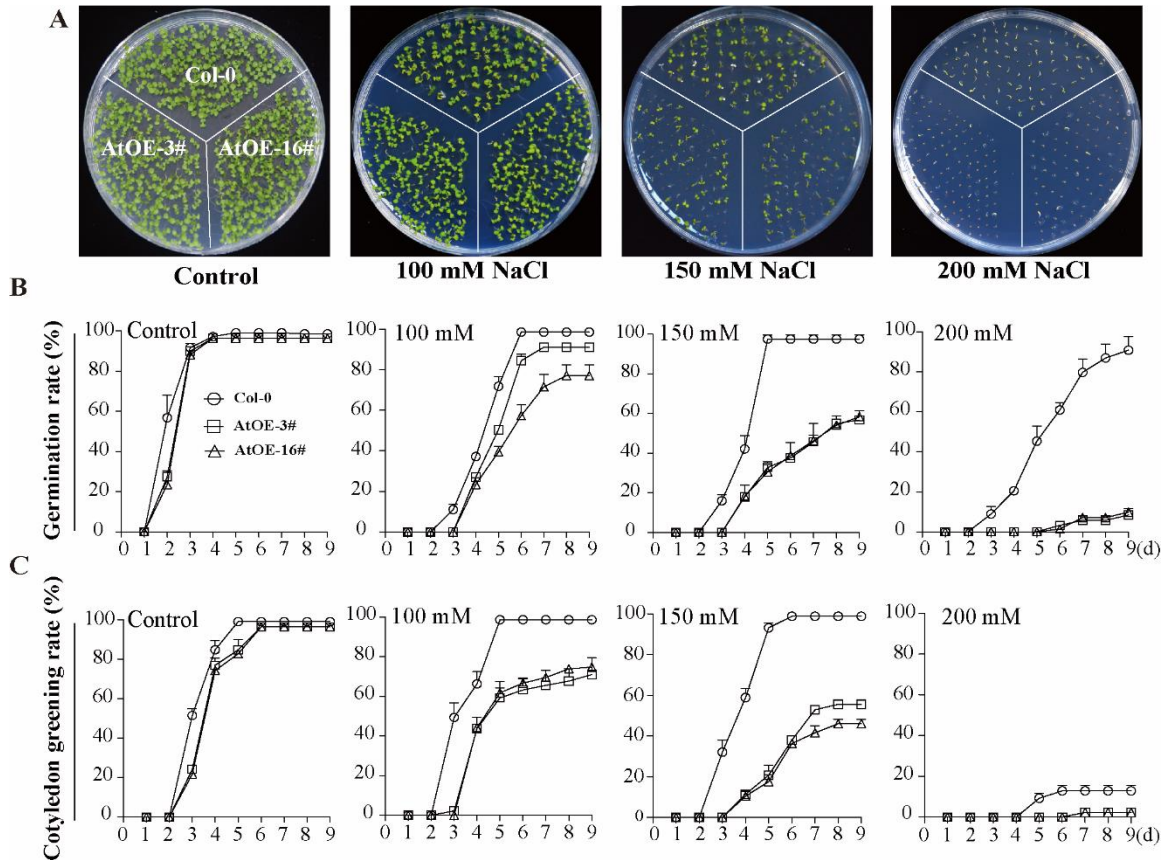 A
Col-0
AtOE-3# AtOE-16#
Control 100 mM NaCl 150 mM NaCl 200 mM NaCl
B
Germination rate (%)
Control 100 mM 150 mM 200 mM
100 100 100 100
80 80 80 80
60 60 60 60
40 40 40 40
20 20 20 20
0 0 0 0
Col-0
AtOE-3#
AtOE-16#
0 1 2 3 4 5 6 7 8 9 0 1 2 3 4 5 6 7 8 9 0 1 2 3 4 5 6 7 8 9 0 1 2 3 4 5 6 7 8 9 (d)
C
Cotyledon greening rate (%)
Control 100 mM 150 mM 200 mM
100 100 100 100
80 80 80 80
60 60 60 60
40 40 40 40
20 20 20 20
0 0 0 0
0 1 2 3 4 5 6 7 8 9 0 1 2 3 4 5 6 7 8 9 0 1 2 3 4 5 6 7 8 9 0 1 2 3 4 5 6 7 8 9 (d)